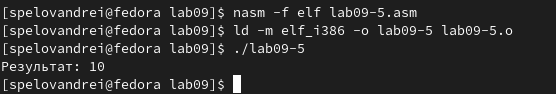 [spelovandrei@fedora lab09]$ nasm -f elf lab09-5.asm
[spelovandrei@fedora lab09]$ ld -m elf_i386 -o lab09-5 lab09-5.o
[spelovandrei@fedora lab09]$ ./lab09-5
Результат: 10
[spelovandrei@fedora lab09]$